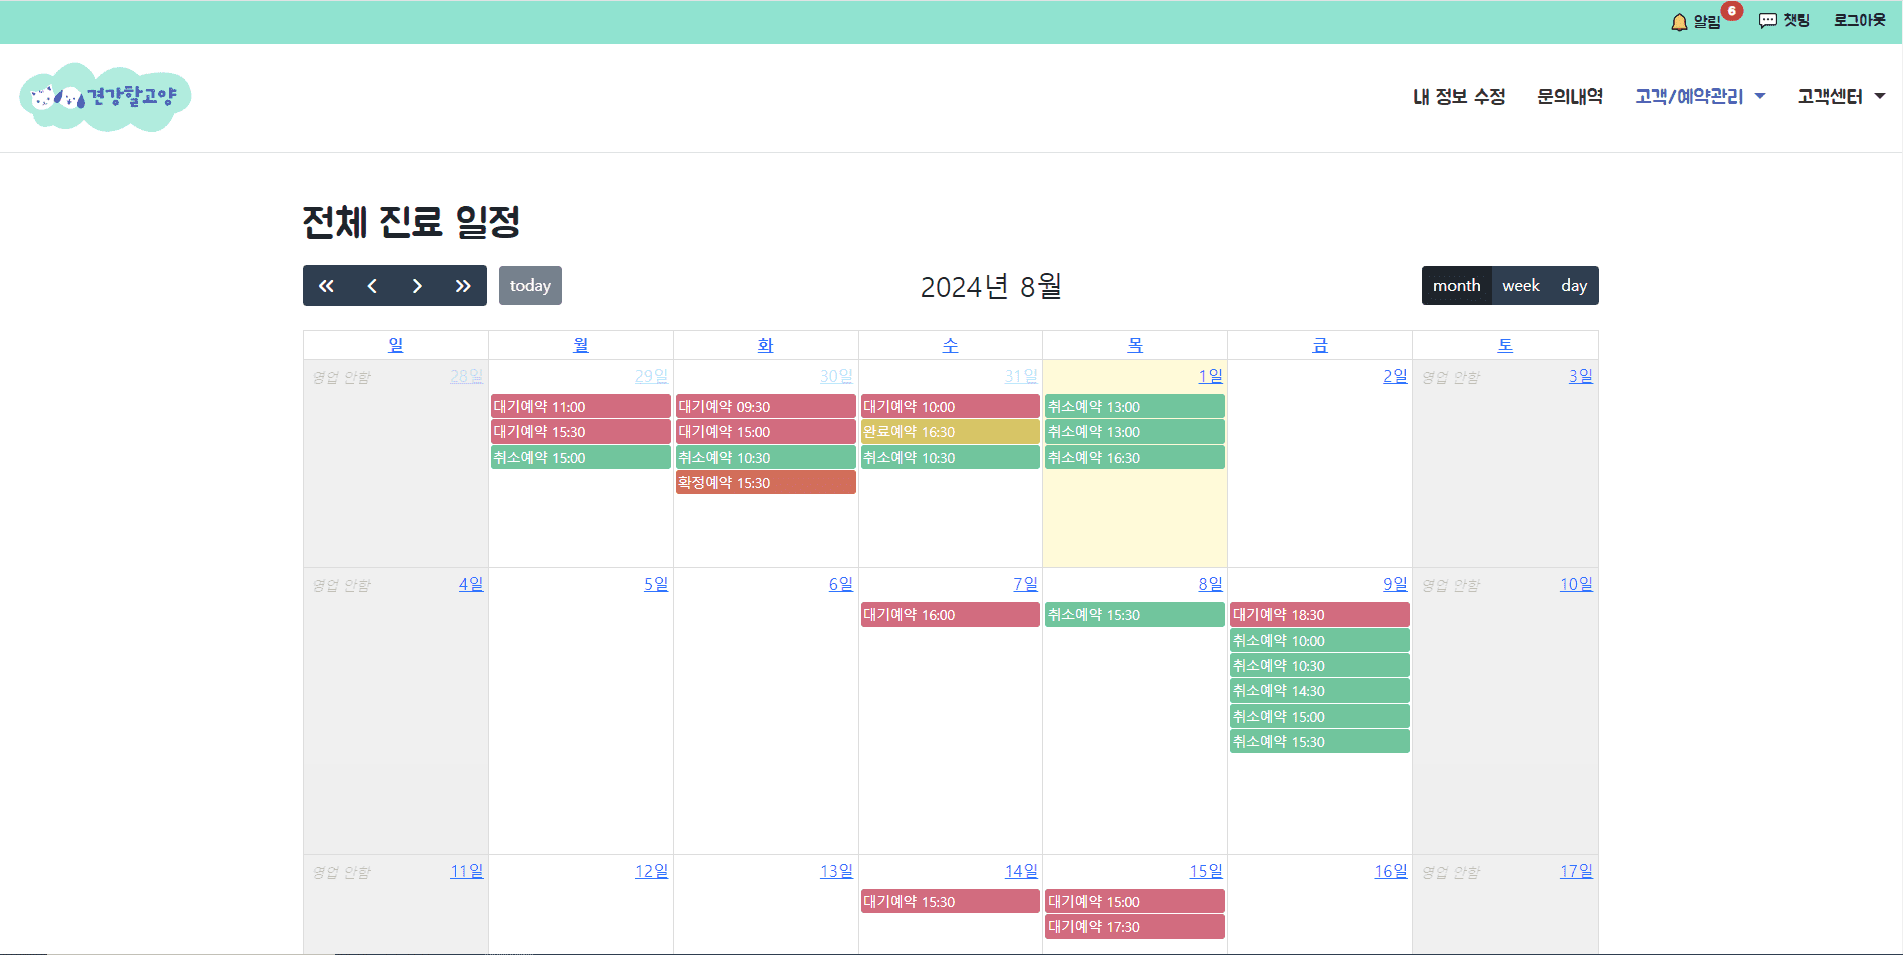 알림 6 챗팅 로그아웃
견강할고양
내 정보 수정 문의내역 고객/예약관리 고객센터
전체 진료 일정
today
2024년 8월
month week day
일 월 화 수 목 금 토
영업 안함 28일 29일 30일 31일 1일 2일 영업 안함 3일
대기예약 11:00 대기예약 09:30 대기예약 10:00 취소예약 13:00
대기예약 15:30 대기예약 15:00 완료예약 16:30 취소예약 13:00
취소예약 15:00 취소예약 10:30 취소예약 10:30 취소예약 16:30
확정예약 15:30
영업 안함 4일 5일 6일 7일 8일 9일 영업 안함 10일
대기예약 16:00 취소예약 15:30 대기예약 18:30
취소예약 10:00
취소예약 10:30
취소예약 14:30
취소예약 15:00
취소예약 15:30
영업 안함 11일 12일 13일 14일 15일 16일 영업 안함 17일
대기예약 15:30 대기예약 15:00
대기예약 17:30